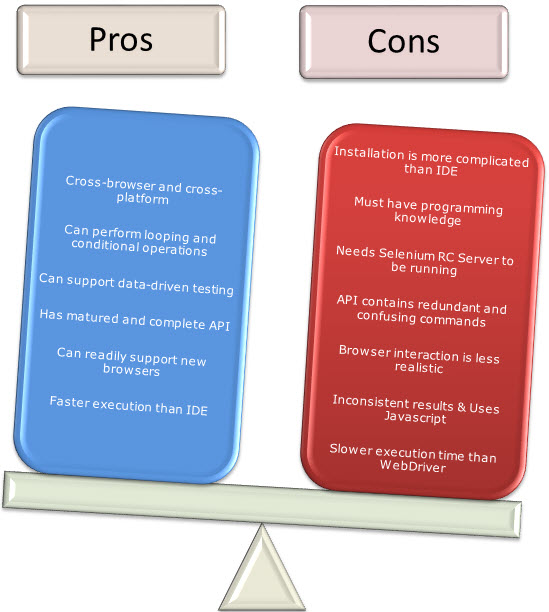 Pros
Cons
Cross-browser and cross-
platform
Can perform looping and
conditional operations
Can support data-driven testing
Has matured and complete API
Can readily support new
browsers
Faster execution than IDE
Installation is more complicated
than IDE
Must have programming
knowledge
Needs Selenium RC Server to
be running
API contains redundant and
confusing commands
Browser interaction is less
realistic
Inconsistent results & Uses
Javascript
Slower execution time than
WebDriver